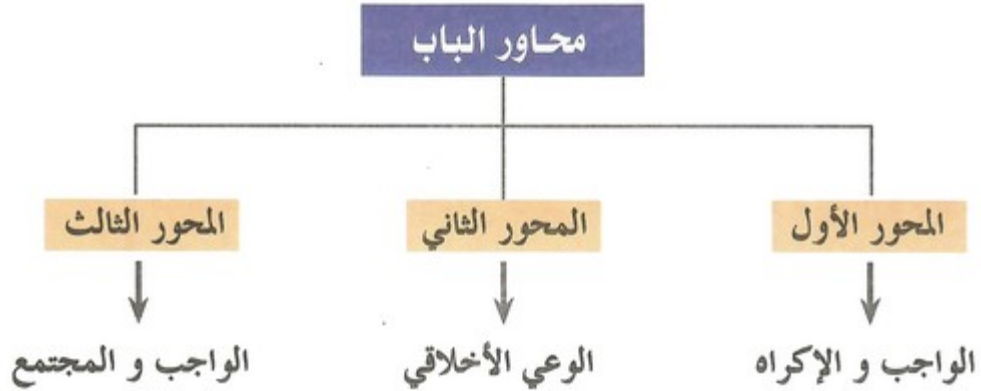 محاور الباب
المحور الأول
المحور الثاني
المحور الثالث
الواجب و الإكراه
الوعي الأخلاقي
الواجب و المجتمع